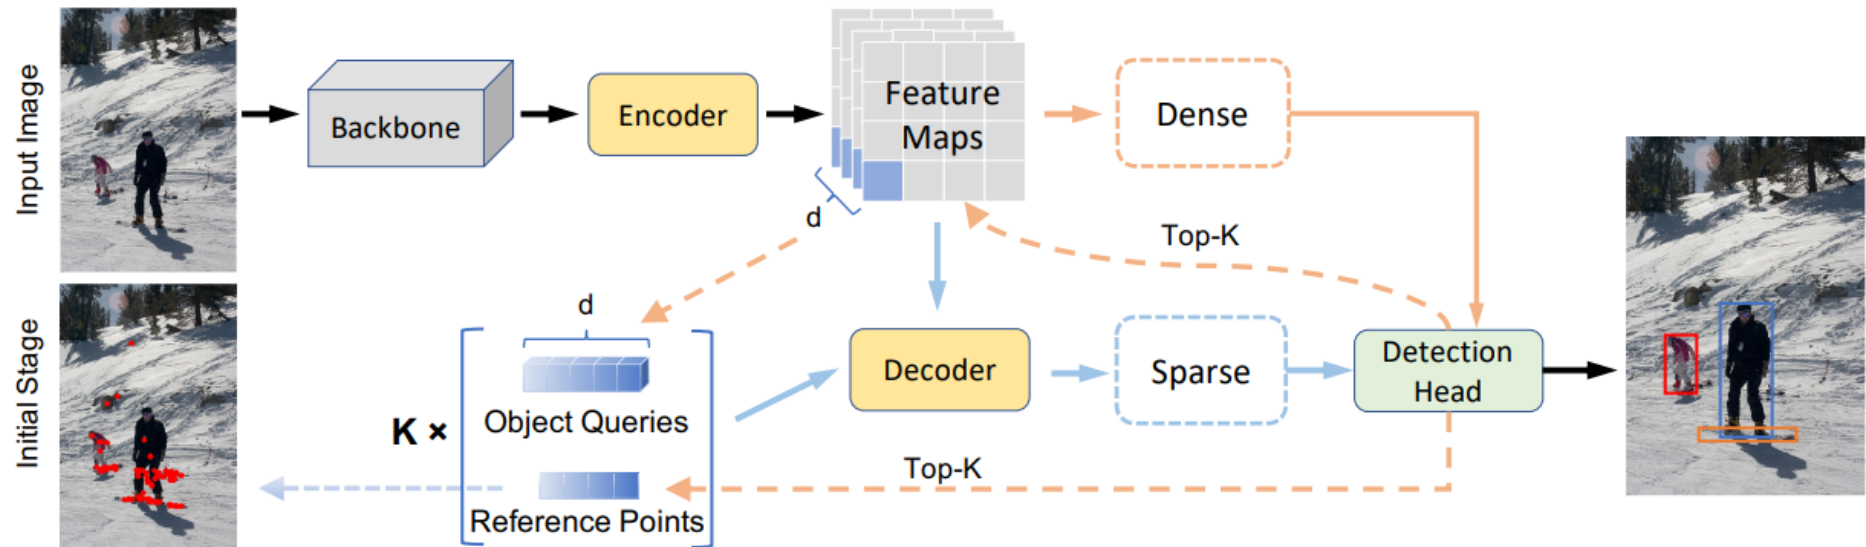 Input Image
Backbone
Encoder
Feature
Maps
Dense
d
Top-K
Initial Stage
d
K ×
Object Queries
Reference Points
Decoder
Sparse
Detection
Head
Top-K